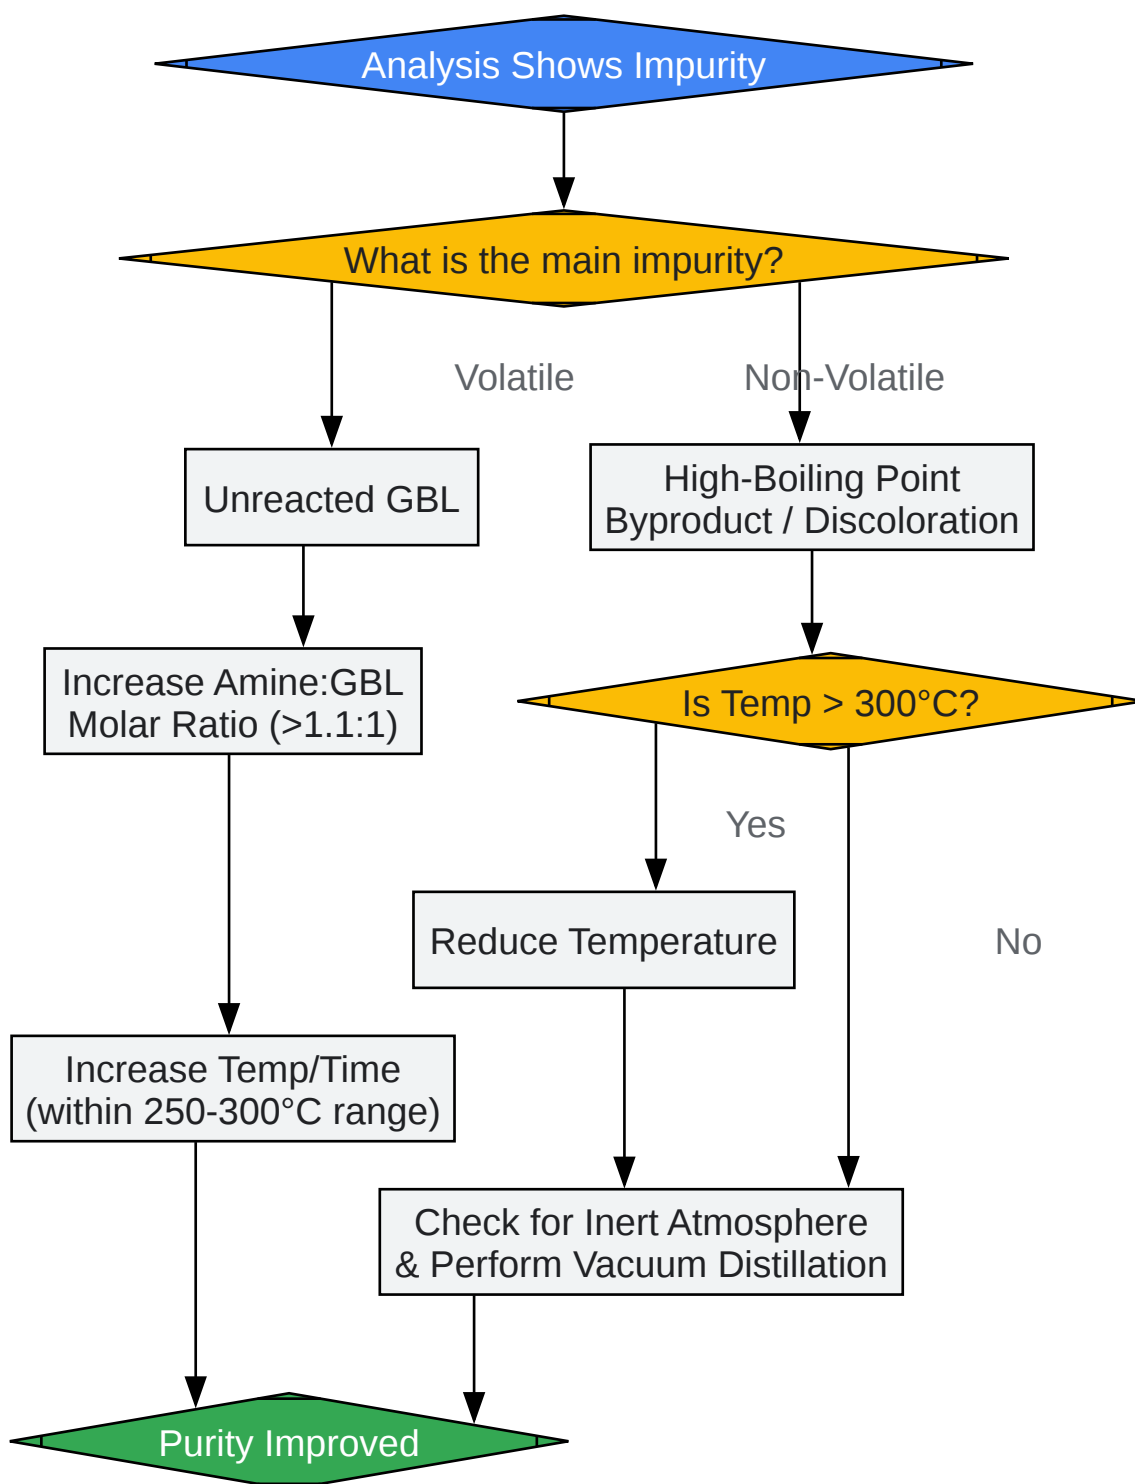 Analysis Shows Impurity
What is the main impurity?
Volatile
Non-Volatile
Unreacted GBL
High-Boiling Point
Byproduct / Discoloration
Increase Amine:GBL
Molar Ratio (>1.1:1)
Is Temp > 300°C?
Yes
Reduce Temperature
No
Increase Temp/Time
(within 250-300°C range)
Check for Inert Atmosphere
& Perform Vacuum Distillation
Purity Improved